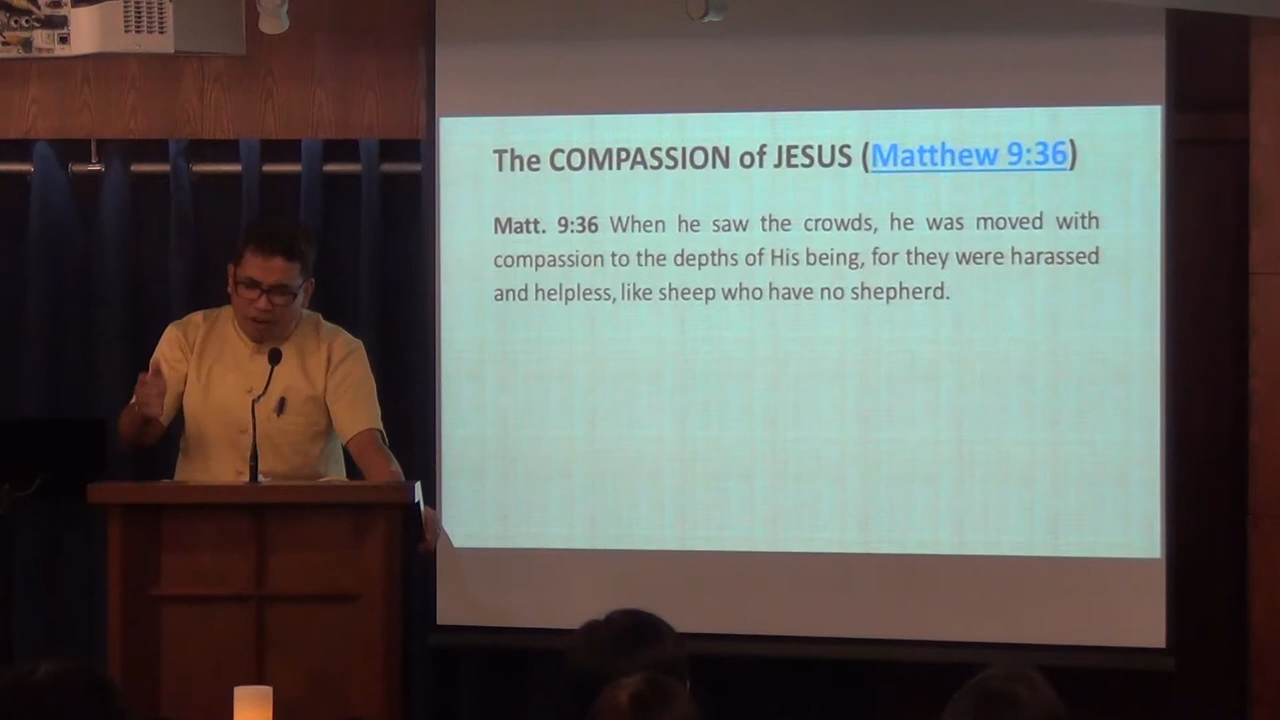 The COMPASSION of JESUS (Matthew 9:36)
Matt. 9:36 When he saw the crowds, he was moved with
compassion to the depths of His being, for they were harassed
and helpless, like sheep who have no shepherd.